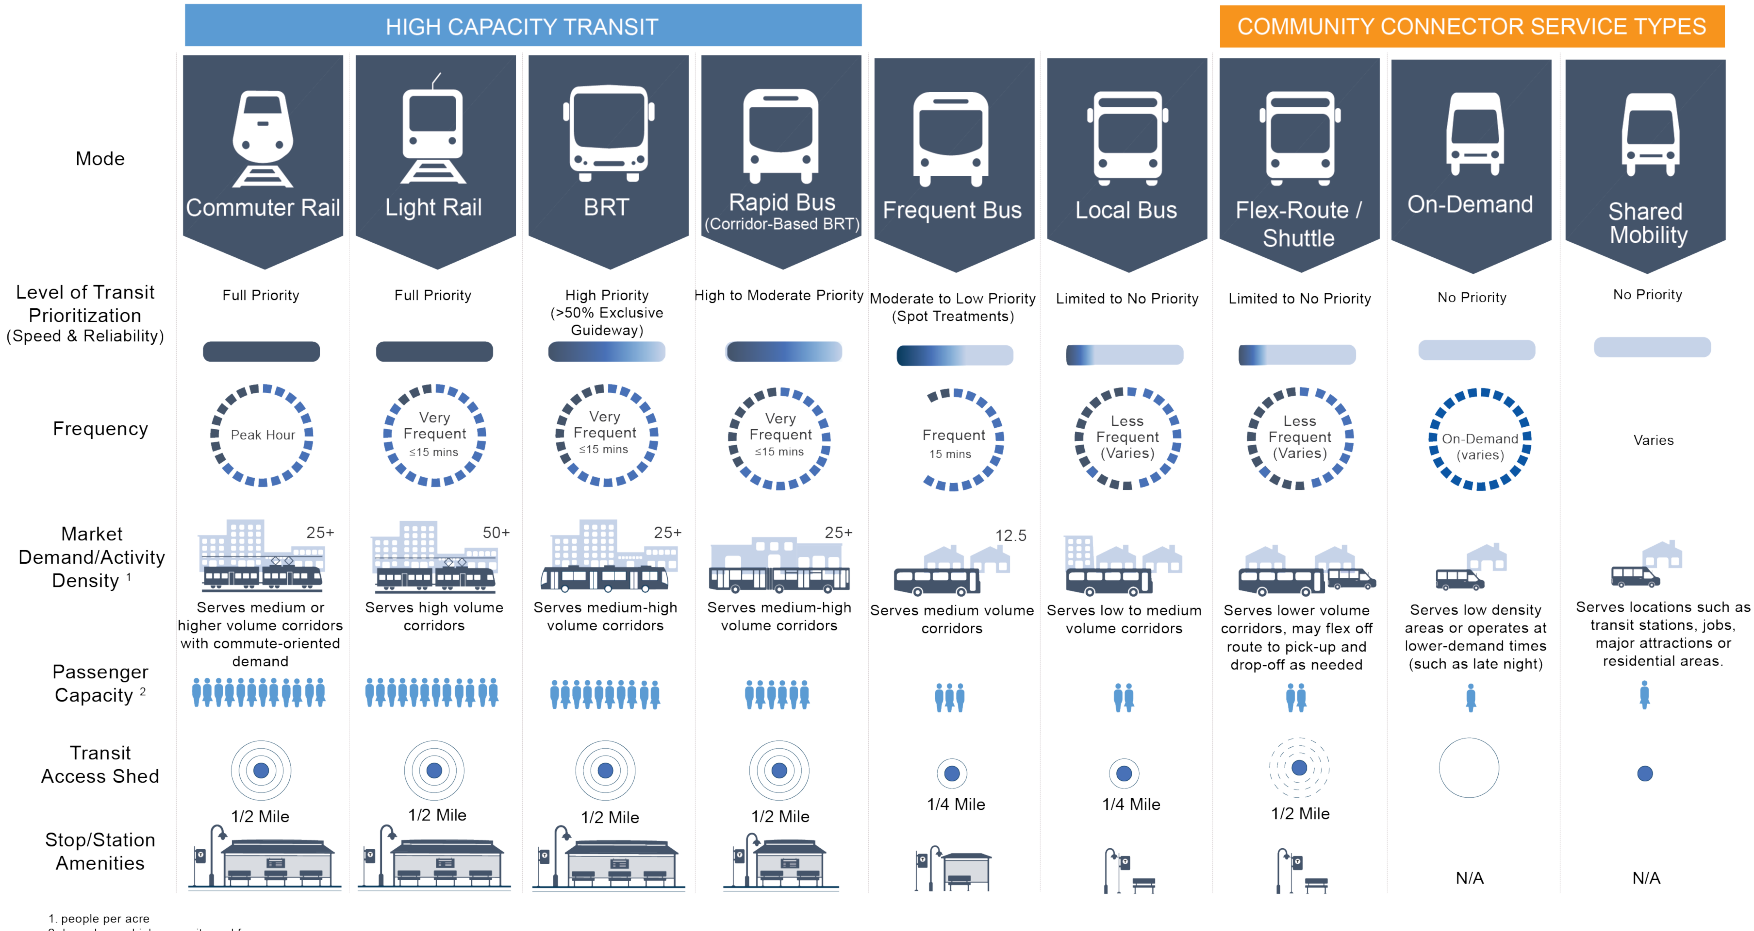 HIGH CAPACITY TRANSIT
COMMUNITY CONNECTOR SERVICE TYPES
Mode
Commuter Rail
Light Rail
BRT
Rapid Bus
(Corridor-Based BRT)
Frequent Bus
Local Bus
Flex-Route /
Shuttle
On-Demand
Shared
Mobility
Level of Transit
Prioritization
(Speed & Reliability)
Full Priority
Full Priority
High Priority
(>50% Exclusive
Guideway)
High to Moderate Priority
Moderate to Low Priority
(Spot Treatments)
Limited to No Priority
Limited to No Priority
No Priority
No Priority
Frequency
Peak Hour
Very
Frequent
≤15 mins
Very
Frequent
≤15 mins
Very
Frequent
≤15 mins
Frequent
15 mins
Less
Frequent
(Varies)
Less
Frequent
(Varies)
On-Demand
(varies)
Varies
Market
Demand/Activity
Density 1
25+
50+
25+
25+
12.5
Serves medium or
higher volume corridors
with commute-oriented
demand
Serves high volume
corridors
Serves medium-high
volume corridors
Serves medium-high
volume corridors
Serves medium volume
corridors
Serves low to medium
volume corridors
Serves lower volume
corridors, may flex off
route to pick-up and
drop-off as needed
Serves low density
areas or operates at
lower-demand times
(such as late night)
Serves locations such as
transit stations, jobs,
major attractions or
residential areas.
Passenger
Capacity 2
Transit
Access Shed
1/2 Mile
1/2 Mile
1/2 Mile
1/2 Mile
1/4 Mile
1/4 Mile
1/2 Mile
Stop/Station
Amenities
N/A
N/A
1. people per acre